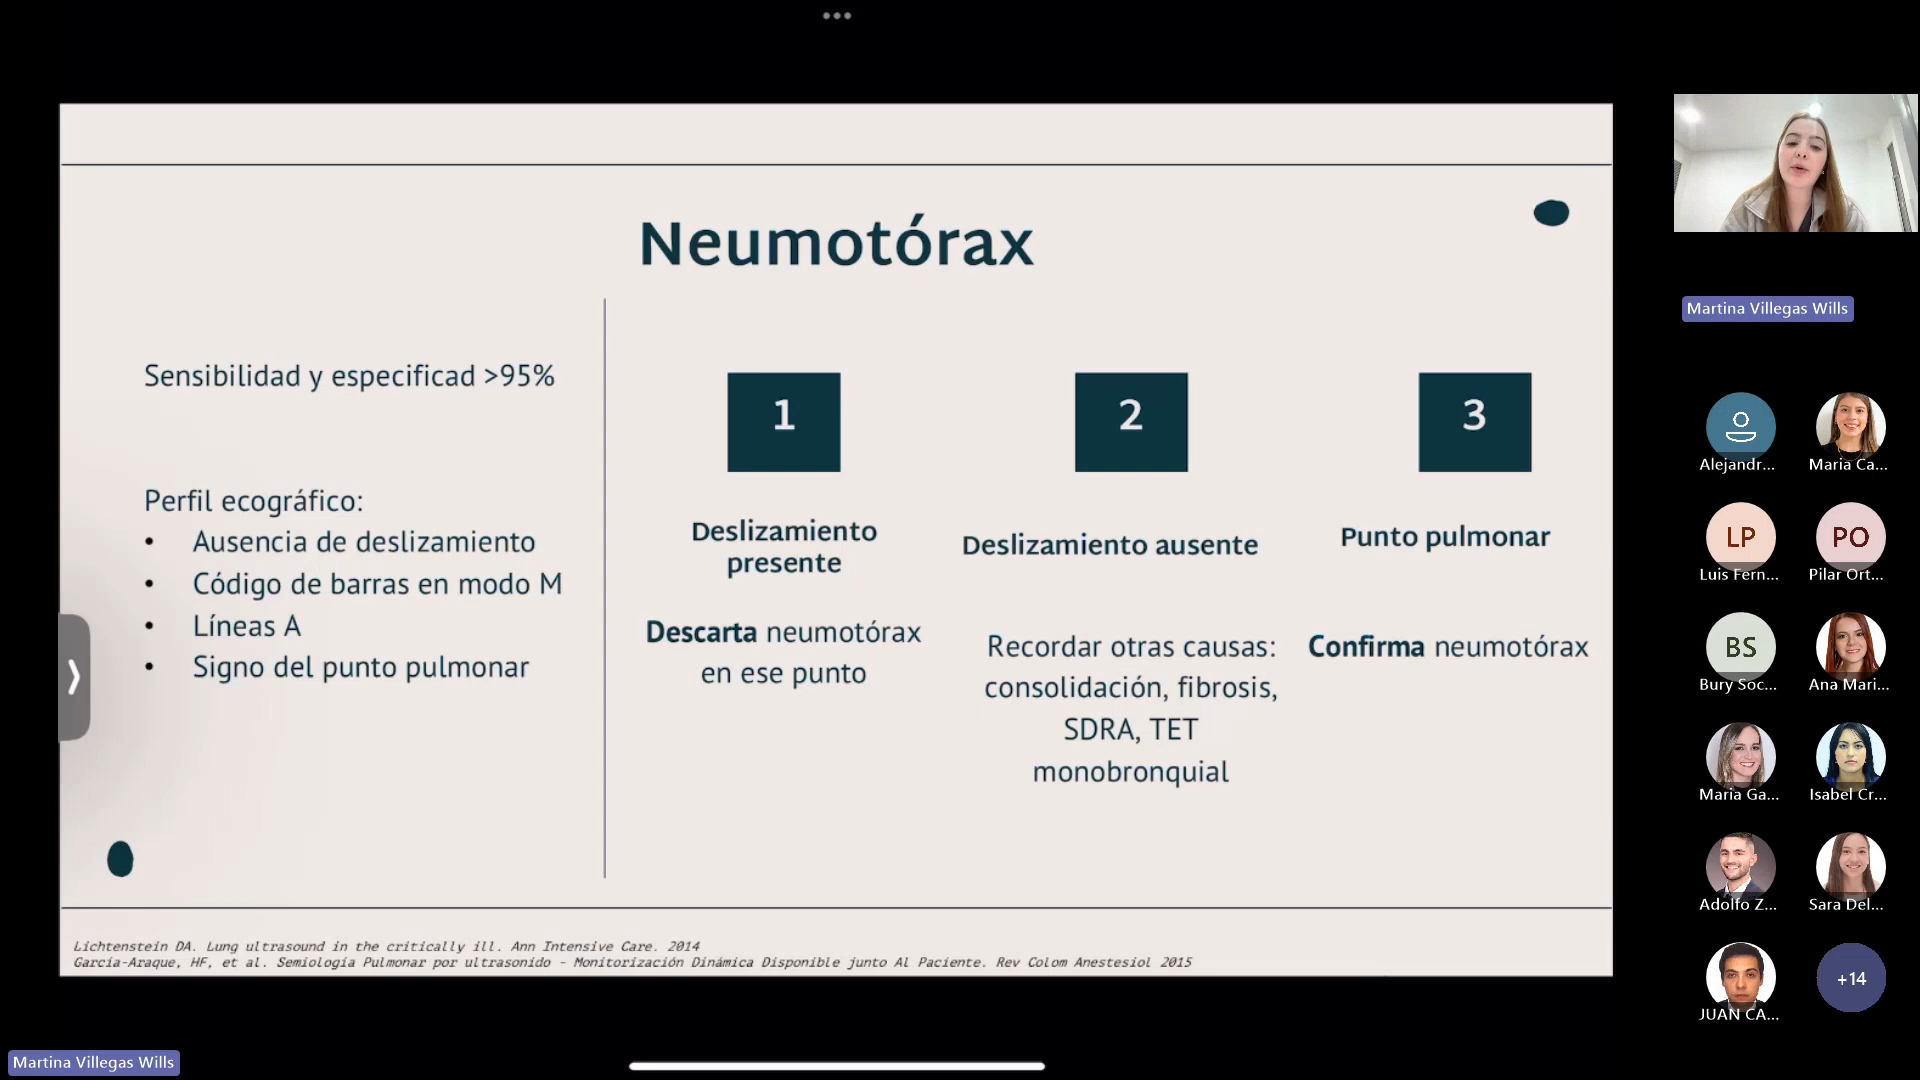 Neumotórax
Sensibilidad y especificad >95%
Perfil ecográfico:
• Ausencia de deslizamiento
• Código de barras en modo M
• Líneas A
• Signo del punto pulmonar
1
Deslizamiento
presente
Descarta neumotórax
en ese punto
2
Deslizamiento ausente
Recordar otras causas:
consolidación, fibrosis,
SDRA, TET
monobronquial
3
Punto pulmonar
Confirma neumotórax
Lichtenstein DA. Lung ultrasound in the critically ill. Ann Intensive Care. 2014
García-Araque, HF, et al. Semiología Pulmonar por ultrasonido - Monitorización Dinámica Disponible junto Al Paciente. Rev Colom Anestesiol 2015
Martina Villegas Wills
Alejandr...
Maria Ca...
LP
Luis Fern...
PO
Pilar Ort...
BS
Bury Soc...
Ana Mari...
Maria Ga...
Isabel Cr...
Adolfo Z...
Sara Del...
JUAN CA...
+14
Martina Villegas Wills